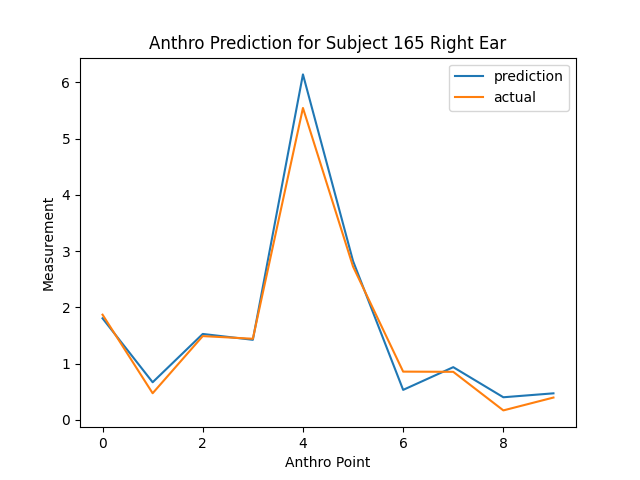 Anthro Prediction for Subject 165 Right Ear
prediction
actual
Measurement
6
5
4
3
2
1
0
0 2 4 6 8
Anthro Point